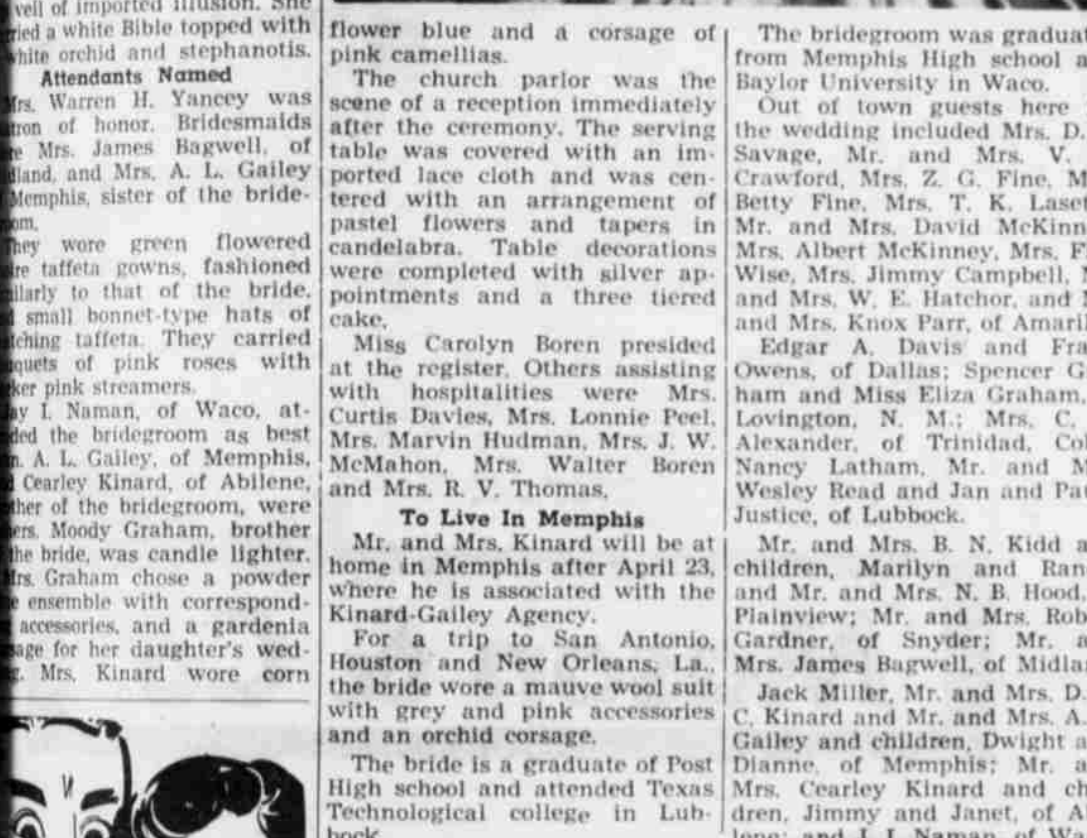 veil of imported illusion. She
a white Bible topped with
white orchid and stephanotis.
Attendants Named
Mrs. Warren H. Yancey was
of honor. Bridesmaids
Mrs. James Bagwell, of
and Mrs. A. L. Gailey
Memphis, sister of the bride-
They wore green flowered
taffeta gowns, fashioned
to that of the bride,
small bonnet-type hats of
taffeta. They carried
of pink roses with
pink streamers.
I. Naman, of Waco, at-
the bridegroom as best
A. L. Gailey, of Memphis,
Cearley Kinard, of Abilene,
of the bridegroom, were
Moody Graham, brother
the bride, was candle lighter.
Mrs. Graham chose a powder
ensemble with correspond-
accessories, and a gardenia
for her daughter's wed-
Mrs. Kinard wore corn
flower blue and a corsage of
pink camellias.
The church parlor was the
scene of a reception immediately
after the ceremony. The serving
table was covered with an im-
ported lace cloth and was cen-
tered with an arrangement of
pastel flowers and tapers in
candelabra. Table decorations
were completed with silver ap-
pointments and a three tiered
cake.
Miss Carolyn Boren presided
at the register. Others assisting
with hospitalities were Mrs.
Curtis Davies, Mrs. Lonnie Peel,
Mrs. Marvin Hudman, Mrs. J. W.
McMahon, Mrs. Walter Boren
and Mrs. R. V. Thomas.
To Live In Memphis
Mr. and Mrs. Kinard will be at
home in Memphis after April 23,
where he is associated with the
Kinard-Gailey Agency.
For a trip to San Antonio,
Houston and New Orleans, La.,
the bride wore a mauve wool suit
with grey and pink accessories
and an orchid corsage.
The bride is a graduate of Post
High school and attended Texas
Technological college in Lub-
bock.
The bridegroom was graduat
from Memphis High school a
Baylor University in Waco.
Out of town guests here
the wedding included Mrs. D.
Savage, Mr. and Mrs. V.
Crawford, Mrs. Z. G. Fine, M
Betty Fine, Mrs. T. K. Lase
Mr. and Mrs. David McKinn
Mrs. Albert McKinney, Mrs. F
Wise, Mrs. Jimmy Campbell,
and Mrs. W. E. Hatchor, and
and Mrs. Knox Parr, of Amari
Edgar A. Davis and Fra
Owens, of Dallas; Spencer G
ham and Miss Eliza Graham,
Lovington, N. M.; Mrs. C.
Alexander, of Trinidad, Co
Nancy Latham, Mr. and M
Wesley Read and Jan and Pa
Justice, of Lubbock.
Mr. and Mrs. B. N. Kidd a
children, Marilyn and Ran
and Mr. and Mrs. N. B. Hood,
Plainview; Mr. and Mrs. Rob
Gardner, of Snyder; Mr. a
Mrs. James Bagwell, of Midla
Jack Miller, Mr. and Mrs. D.
C. Kinard and Mr. and Mrs. A.
Gailey and children, Dwight a
Dianne, of Memphis; Mr. a
Mrs. Cearley Kinard and ch
dren, Jimmy and Janet, of A
lene; and J. I. Naman of Wa